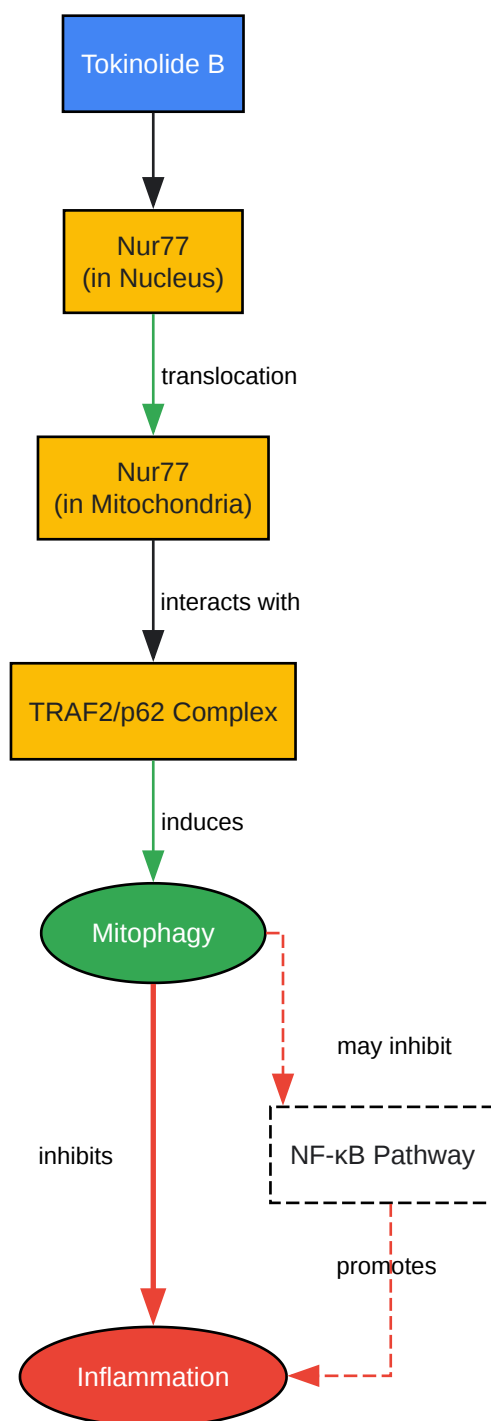 Tokinolide B
Nur77
(in Nucleus)
translocation
Nur77
(in Mitochondria)
interacts with
TRAF2/p62 Complex
induces
Mitophagy
may inhibit
inhibits
NF-κB Pathway
promotes
Inflammation